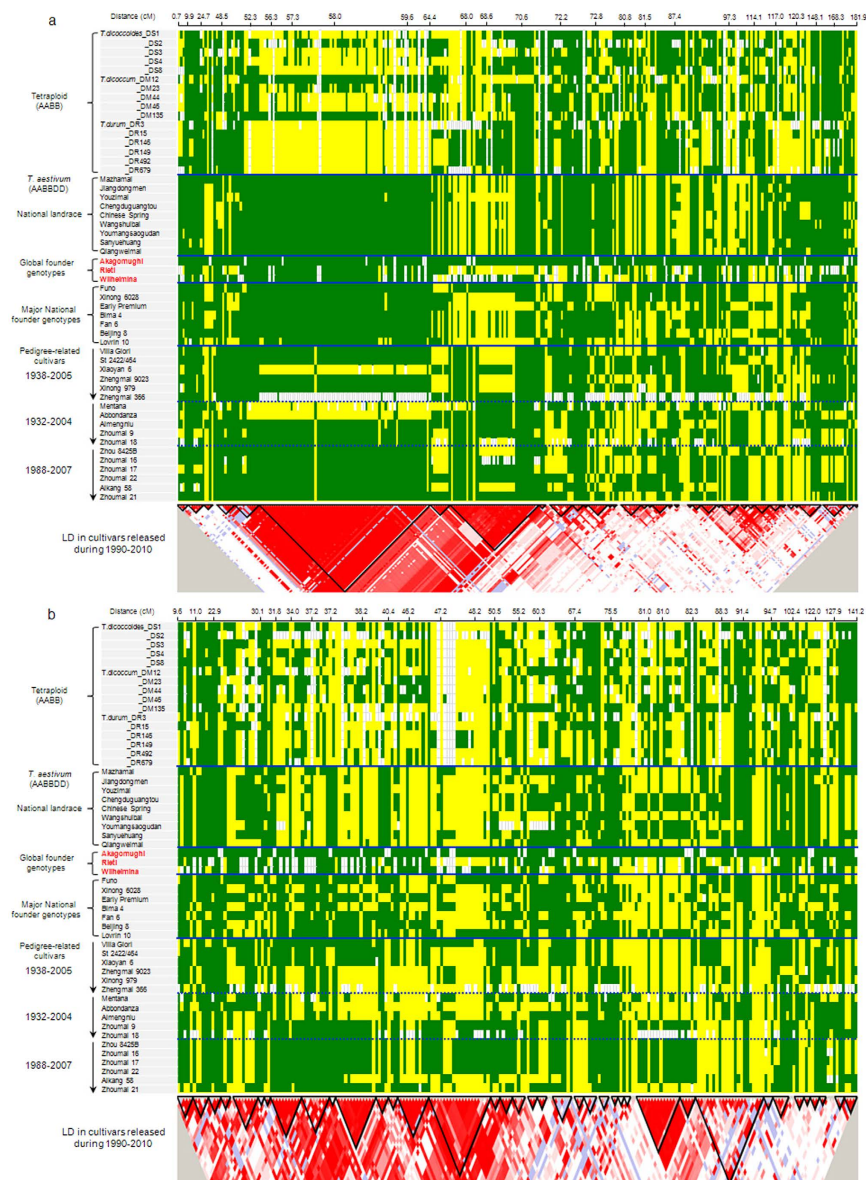 a
Distance (cM) 0.7 9.9 24.7 48.5 52.3 56.3 57.3 58.0 59.6 64.4 68.0 68.6 70.6 72.2 72.8 80.8 81.5 87.4 97.3 114.1 117.0 120.3 148.1 168.3 181.9
T.dicoccoides_DS1
_DS2
_DS3
_DS4
_DS8
Tetraploid
(AABB)
T.dicoccum_DM12
_DM23
_DM44
_DM46
_DM135
T.durum_DR3
_DR15
_DR146
_DR149
_DR492
_DR679
T. aestivum
(AABBDD)
National landrace
Mazhamai
Jiangdongmen
Youzimai
Chengduguangtou
Chinese Spring
Wangshuibai
Youmangsaogudan
Sanyuehuang
Qiangweimai
Global founder
genotypes
Akagomughi
Rieti
Wilhelmina
Major National
founder genotypes
Funo
Xinong 6028
Early Premium
Bima 4
Fan 6
Beijing 8
Lovrin 10
Pedigree-related
cultivars
1938-2005
Villa Glori
St 2422/464
Xiaoyan 6
Zhengmai 9023
Xinong 979
Zhengmai 366
1932-2004
Mentana
Abbondanza
Aimengniu
Zhoumai 9
Zhoumai 18
1988-2007
Zhou 8425B
Zhoumai 16
Zhoumai 17
Zhoumai 22
Aikang 58
Zhoumai 21
LD in cultivars released
during 1990-2010
b
Distance (cM) 9.6 11.0 22.9 30.1 31.8 34.0 37.2 37.2 38.2 40.4 46.2 47.2 48.2 50.5 55.2 60.3 67.4 75.5 81.0 81.0 82.3 88.3 91.4 94.7 102.4 122.0 127.9 141.2
T.dicoccoides_DS1
_DS2
_DS3
_DS4
_DS8
Tetraploid
(AABB)
T.dicoccum_DM12
_DM23
_DM44
_DM46
_DM135
T.durum_DR3
_DR15
_DR146
_DR149
_DR492
_DR679
T. aestivum
(AABBDD)
National landrace
Mazhamai
Jiangdongmen
Youzimai
Chengduguangtou
Chinese Spring
Wangshuibai
Youmangsaogudan
Sanyuehuang
Qiangweimai
Global founder
genotypes
Akagomughi
Rieti
Wilhelmina
Major National
founder genotypes
Funo
Xinong 6028
Early Premium
Bima 4
Fan 6
Beijing 8
Lovrin 10
Pedigree-related
cultivars
1938-2005
Villa Glori
St 2422/464
Xiaoyan 6
Zhengmai 9023
Xinong 979
Zhengmai 366
1932-2004
Mentana
Abbondanza
Aimengniu
Zhoumai 9
Zhoumai 18
1988-2007
Zhou 8425B
Zhoumai 16
Zhoumai 17
Zhoumai 22
Aikang 58
Zhoumai 21
LD in cultivars released
during 1990-2010